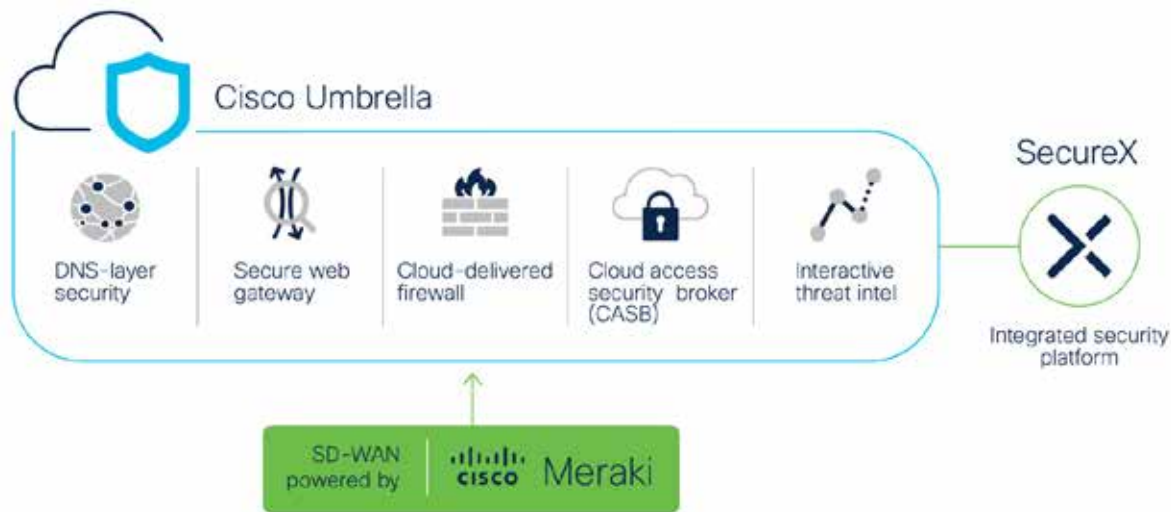 Cisco Umbrella
SecureX
DNS-layer
security
Secure web
gateway
Cloud-delivered
firewall
Cloud access
security broker
(CASB)
Interactive
threat intel
Integrated security
platform
SD-WAN
powered by
CISCO
Meraki